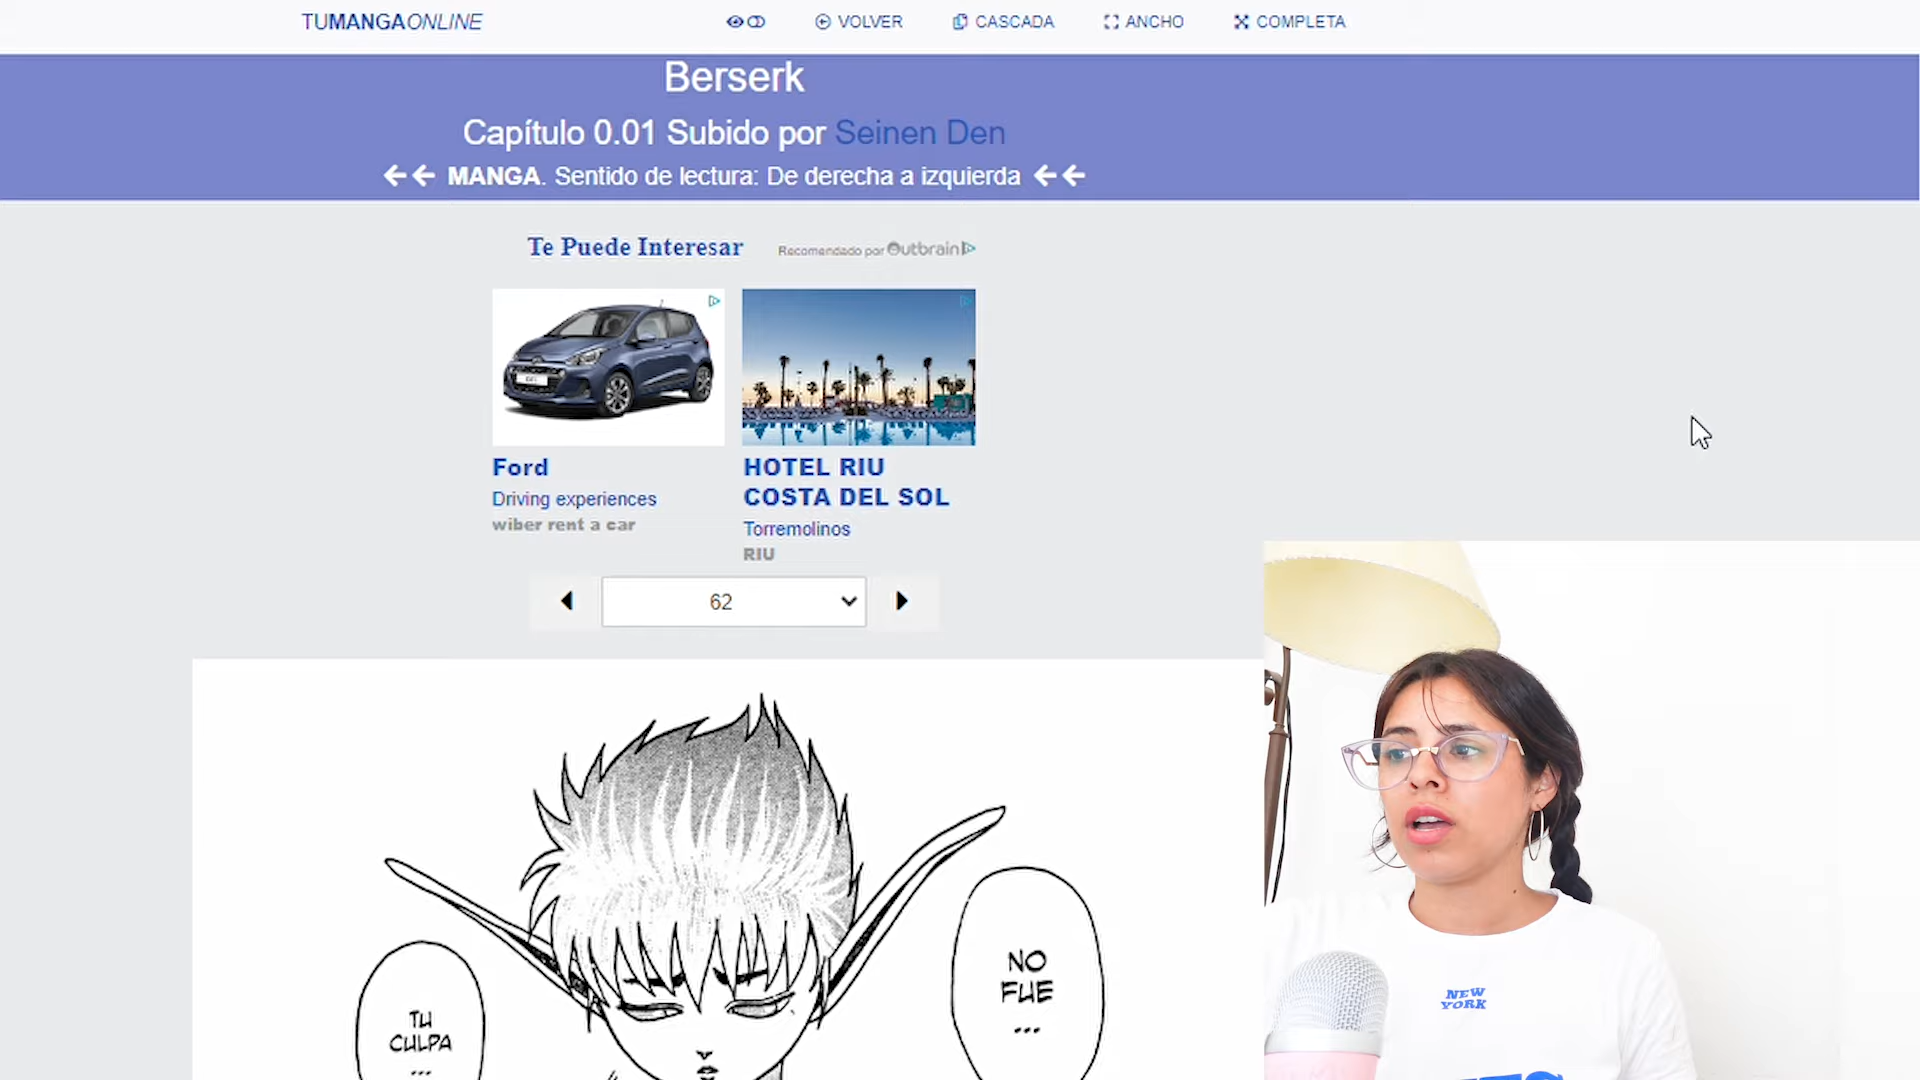 TUMANGAONLINE
VOLVER
CASCADA
ANCHO
COMPLETA
Berserk
Capítulo 0.01 Subido por Seinen Den
MANGA. Sentido de lectura: De derecha a izquierda
Te Puede Interesar
Recomendado por Outbrain
Ford
Driving experiences
wiber rent a car
HOTEL RIU
COSTA DEL SOL
Torremolinos
RIU
62
NO
FUE
...
TU
CULPA
...
NEW
YORK